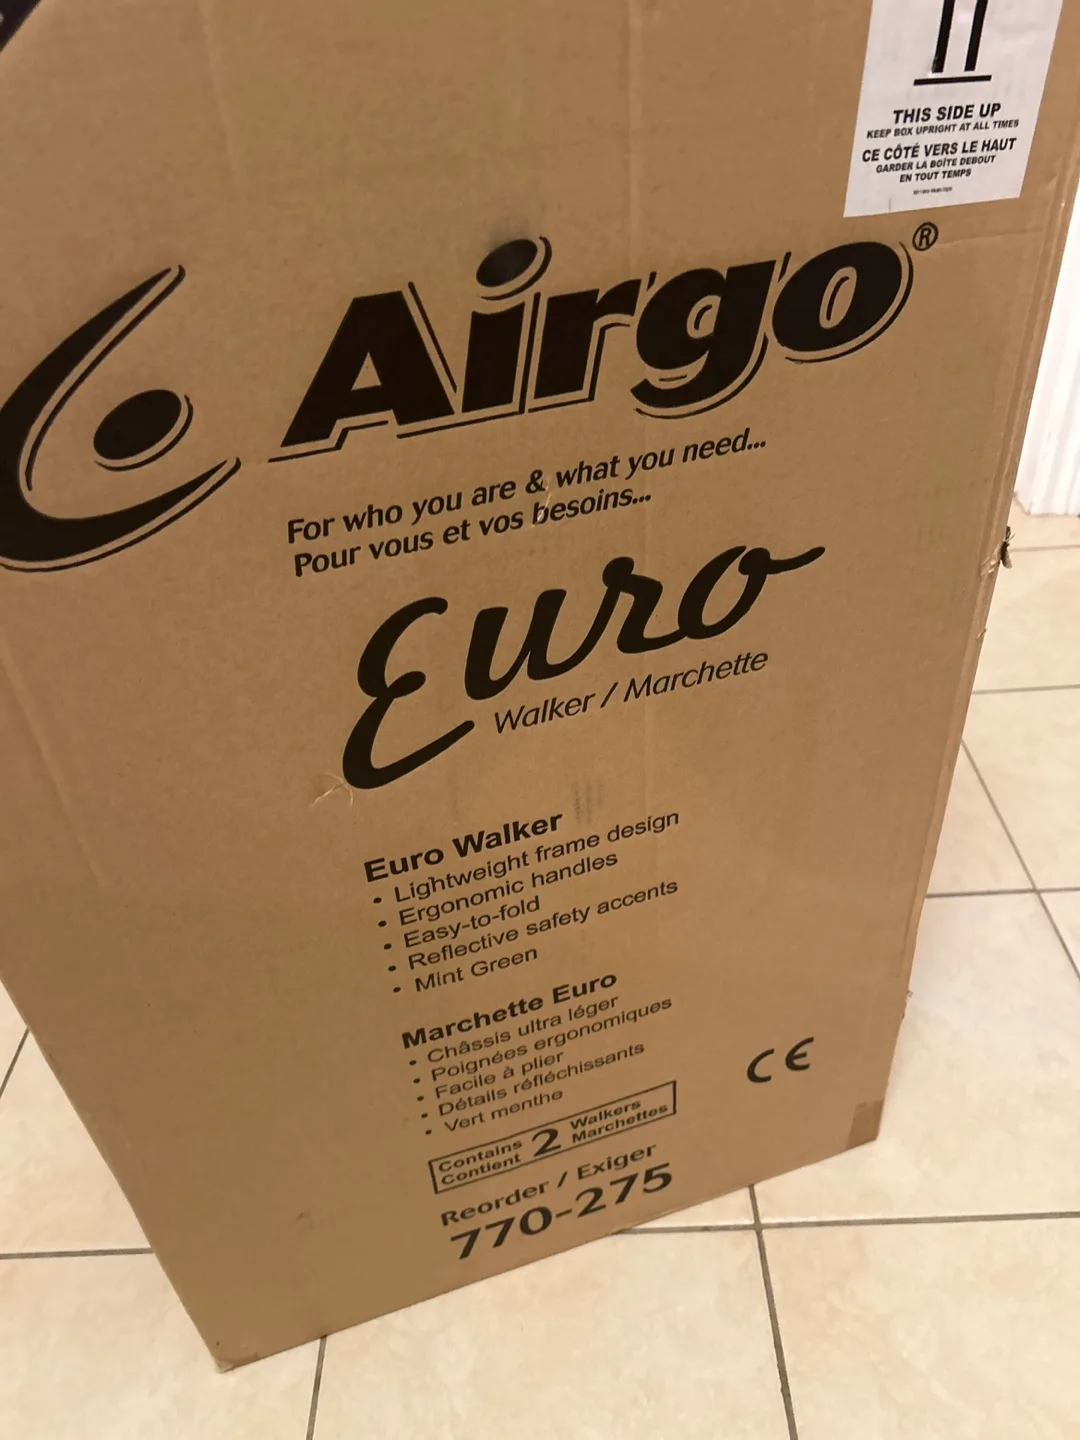 THIS SIDE UP
KEEP BOX UPRIGHT AT ALL TIMES
CE CÔTÉ VERS LE HAUT
GARDER LA BOÎTE DEBOUT
EN TOUT TEMPS
Airgo®
For who you are & what you need...
Pour vous et vos besoins...
Euro
Walker / Marchette
Euro Walker
• Lightweight frame design
• Ergonomic handles
• Easy-to-fold
• Reflective safety accents
• Mint Green
Marchette Euro
• Châssis ultra léger
• Poignées ergonomiques
• Facile à plier
• Détails réfléchissants
• Vert menthe
CE
Contains 2 Walkers
Contient Marchettes
Reorder / Exiger
770-275